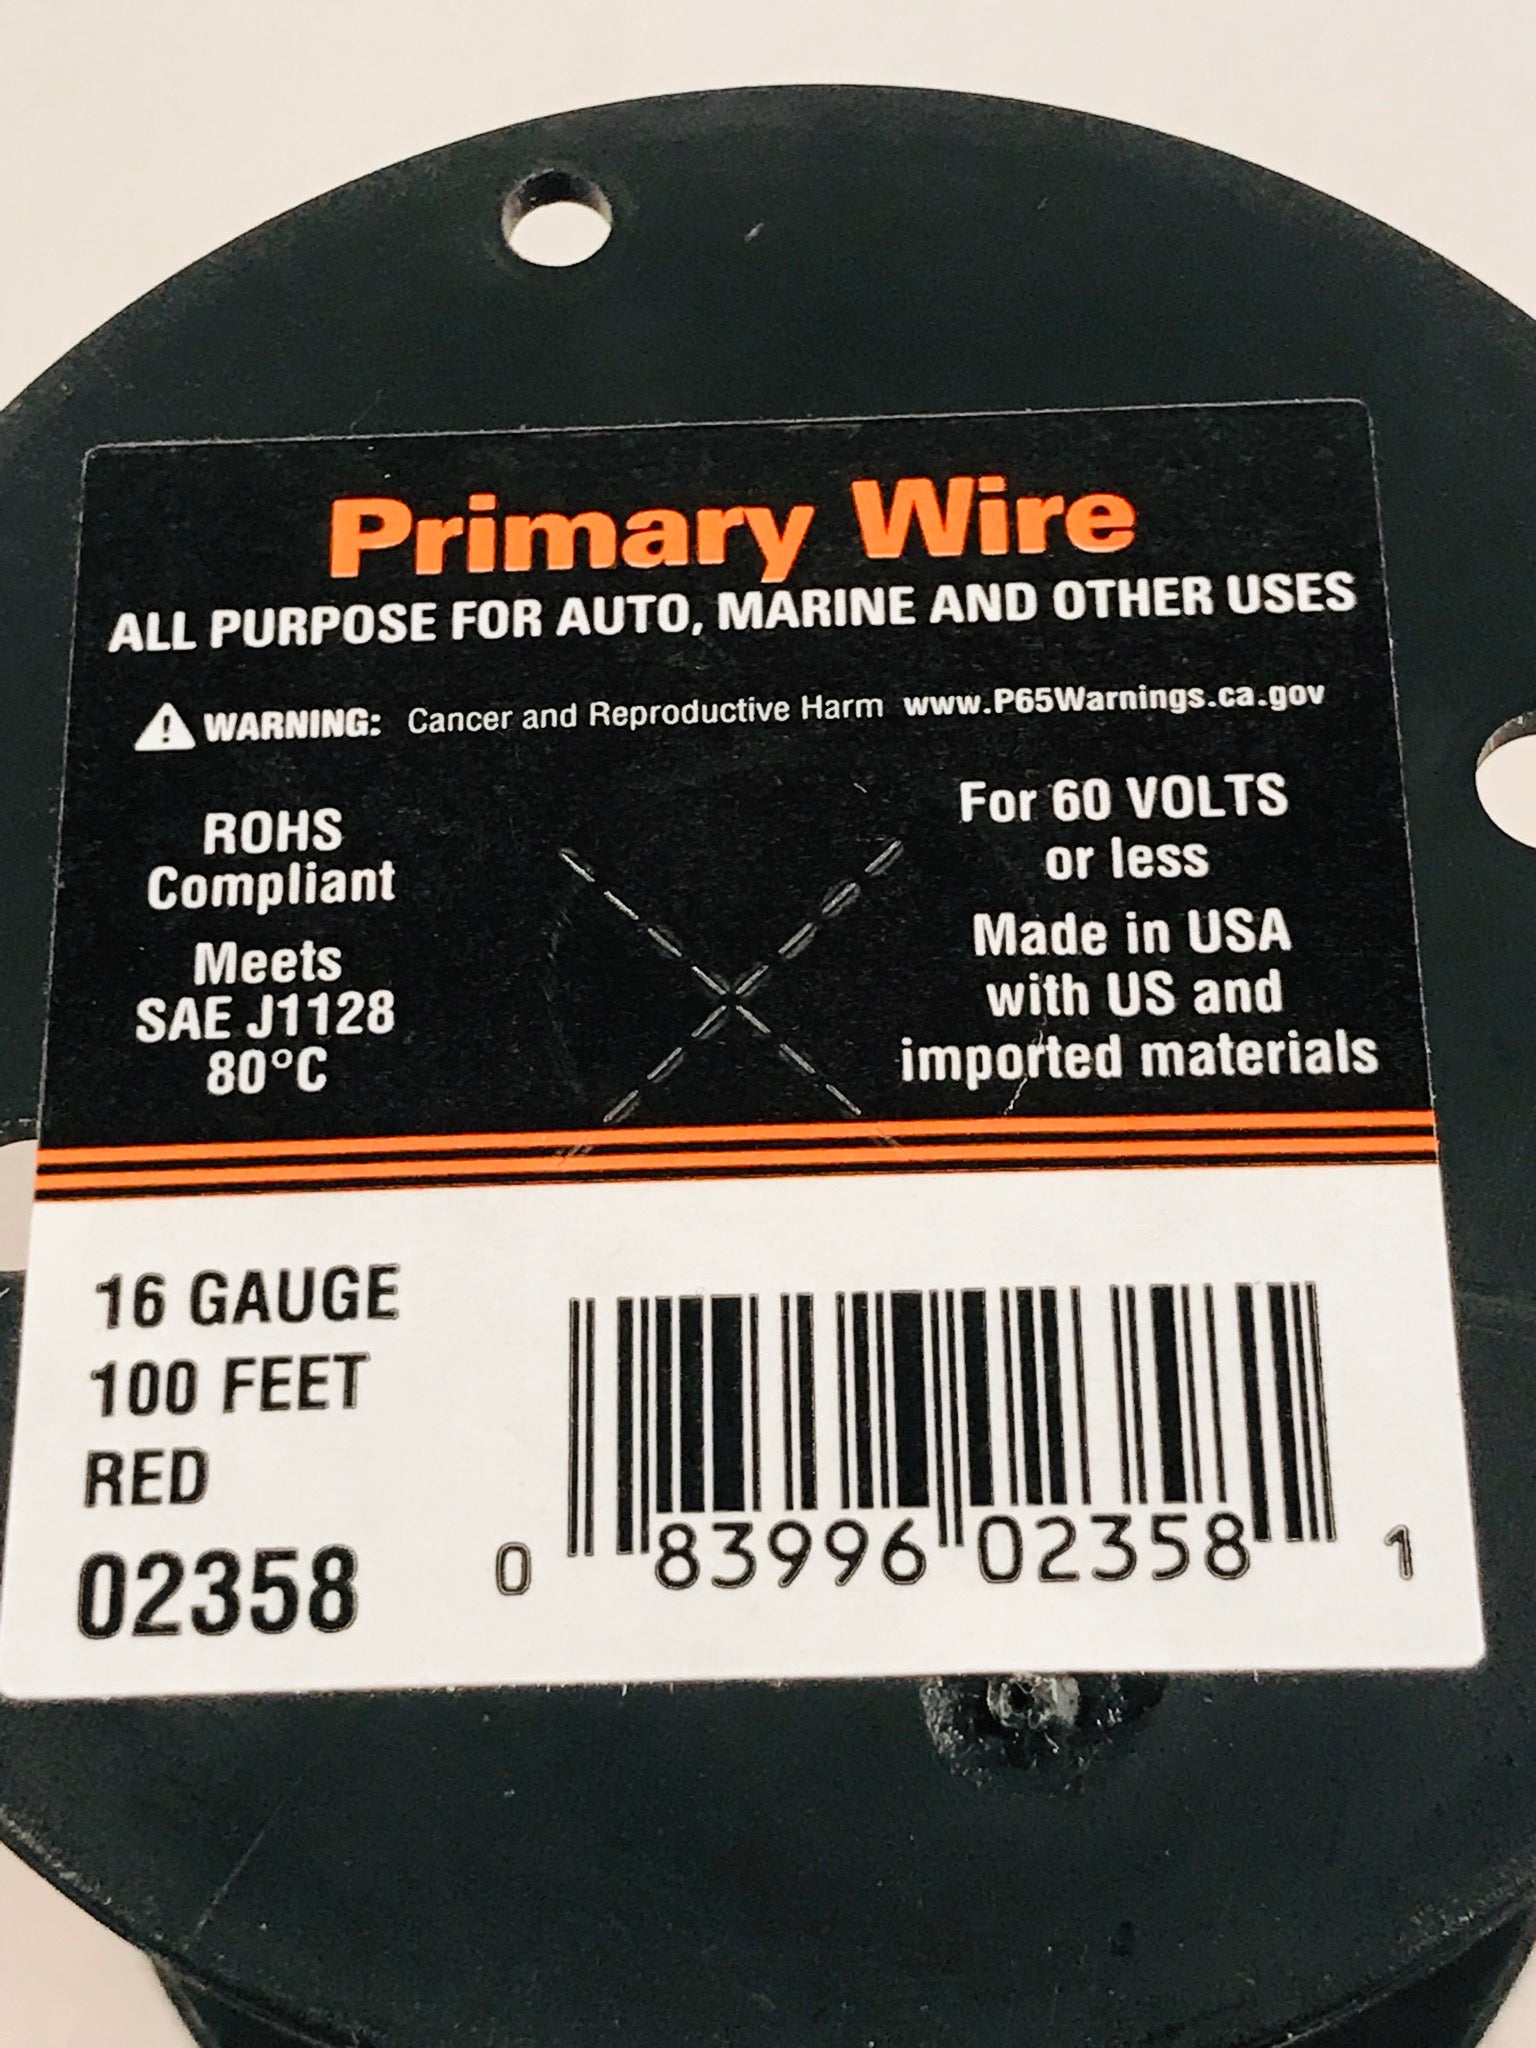 Primary Wire
ALL PURPOSE FOR AUTO, MARINE AND OTHER USES
⚠ WARNING: Cancer and Reproductive Harm www.P65Warnings.ca.gov
ROHS
Compliant
Meets
SAE J1128
80°C
For 60 VOLTS
or less
Made in USA
with US and
imported materials
16 GAUGE
100 FEET
RED
02358
0 83996 02358 1